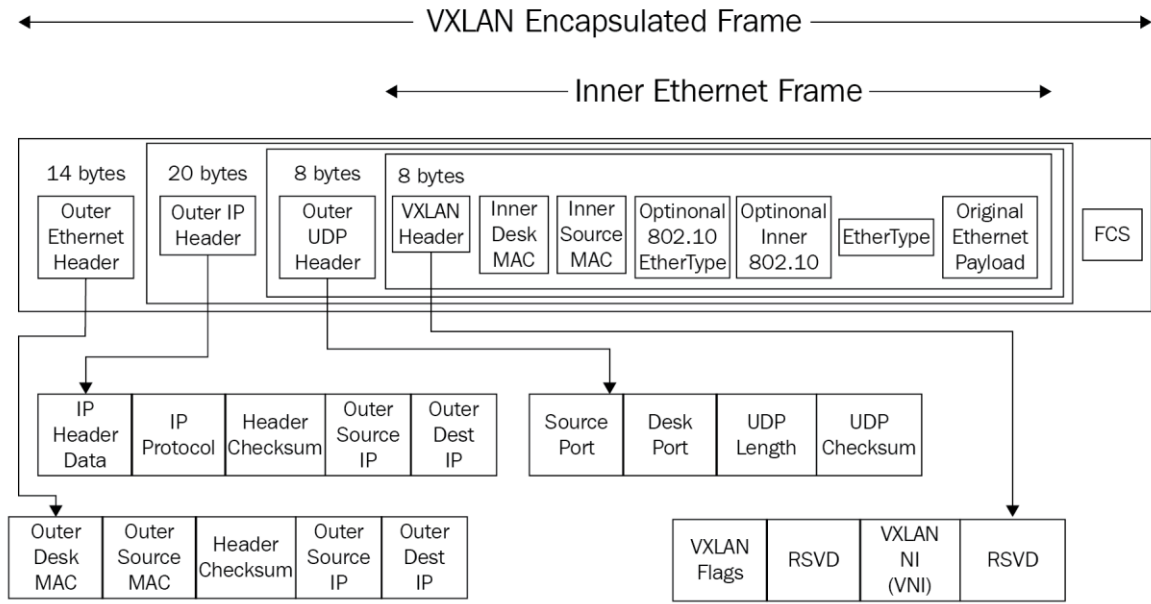 VXLAN Encapsulated Frame
Inner Ethernet Frame
14 bytes
20 bytes
8 bytes
8 bytes
Outer
Ethernet
Header
Outer IP
Header
Outer
UDP
Header
VXLAN
Header
Inner
Desk
MAC
Inner
Source
MAC
Optinonal
802.10
EtherType
Optinonal
Inner
802.10
EtherType
Original
Ethernet
Payload
FCS
IP
Header
Data
IP
Protocol
Header
Checksum
Outer
Source
IP
Outer
Dest
IP
Source
Port
Desk
Port
UDP
Length
UDP
Checksum
Outer
Desk
MAC
Outer
Source
MAC
Header
Checksum
Outer
Source
IP
Outer
Dest
IP
VXLAN
Flags
RSVD
VXLAN
NI
(VNI)
RSVD